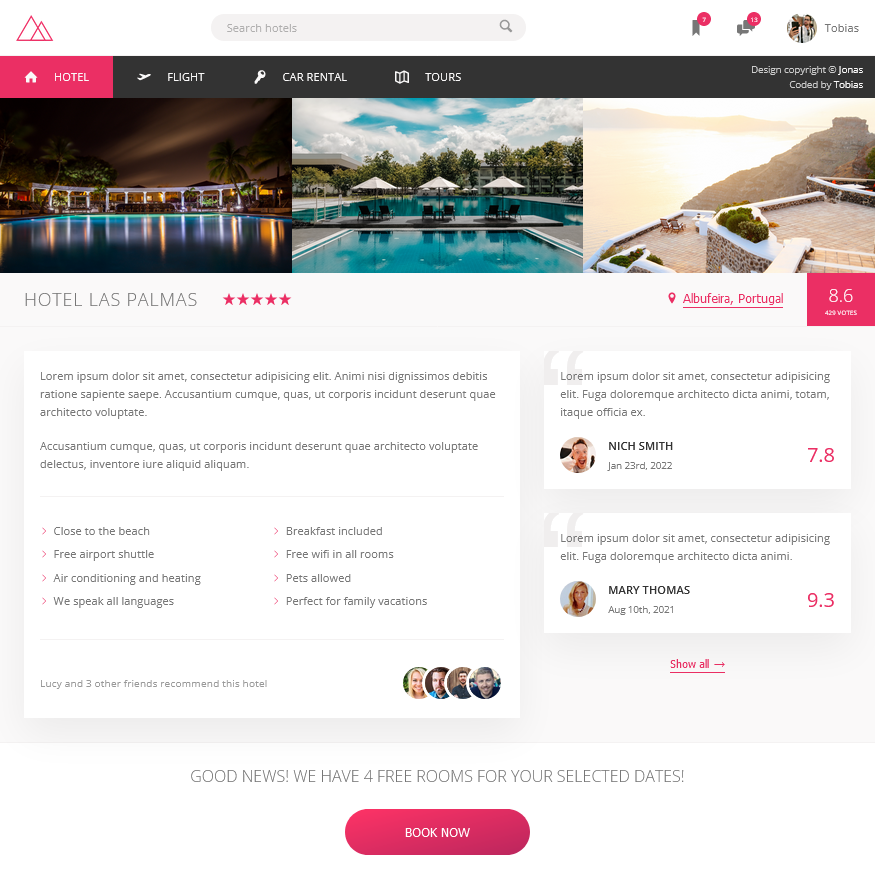 Search hotels
7
13
Tobias
HOTEL
FLIGHT
CAR RENTAL
TOURS
Design copyright © Jonas
Coded by Tobias
HOTEL LAS PALMAS
★★★★★
Albufeira, Portugal
8.6
429 VOTES
Lorem ipsum dolor sit amet, consectetur adipisicing elit. Animi nisi dignissimos debitis
ratione sapiente saepe. Accusantium cumque, quas, ut corporis incidunt deserunt quae
architecto voluptate.
Accusantium cumque, quas, ut corporis incidunt deserunt quae architecto voluptate
delectus, inventore iure aliquid aliquam.
Close to the beach
Free airport shuttle
Air conditioning and heating
We speak all languages
Breakfast included
Free wifi in all rooms
Pets allowed
Perfect for family vacations
Lucy and 3 other friends recommend this hotel
“
Lorem ipsum dolor sit amet, consectetur adipisicing
elit. Fuga doloremque architecto dicta animi, totam,
itaque officia ex.
NICH SMITH
Jan 23rd, 2022
7.8
“
Lorem ipsum dolor sit amet, consectetur adipisicing
elit. Fuga doloremque architecto dicta animi.
MARY THOMAS
Aug 10th, 2021
9.3
Show all →
GOOD NEWS! WE HAVE 4 FREE ROOMS FOR YOUR SELECTED DATES!
BOOK NOW